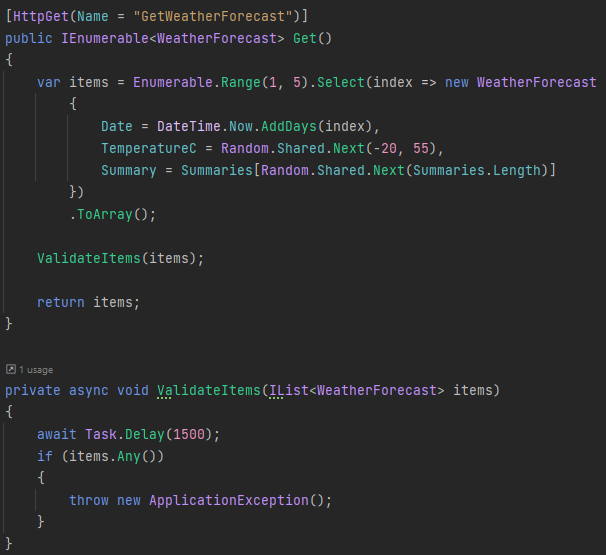 [HttpGet(Name = "GetWeatherForecast")]
public IEnumerable<WeatherForecast> Get()
{
    var items = Enumerable.Range(1, 5).Select(index => new WeatherForecast
        {
            Date = DateTime.Now.AddDays(index),
            TemperatureC = Random.Shared.Next(-20, 55),
            Summary = Summaries[Random.Shared.Next(Summaries.Length)]
        })
        .ToArray();

    ValidateItems(items);

    return items;
}

1 usage
private async void ValidateItems(IList<WeatherForecast> items)
{
    await Task.Delay(1500);
    if (items.Any())
    {
        throw new ApplicationException();
    }
}